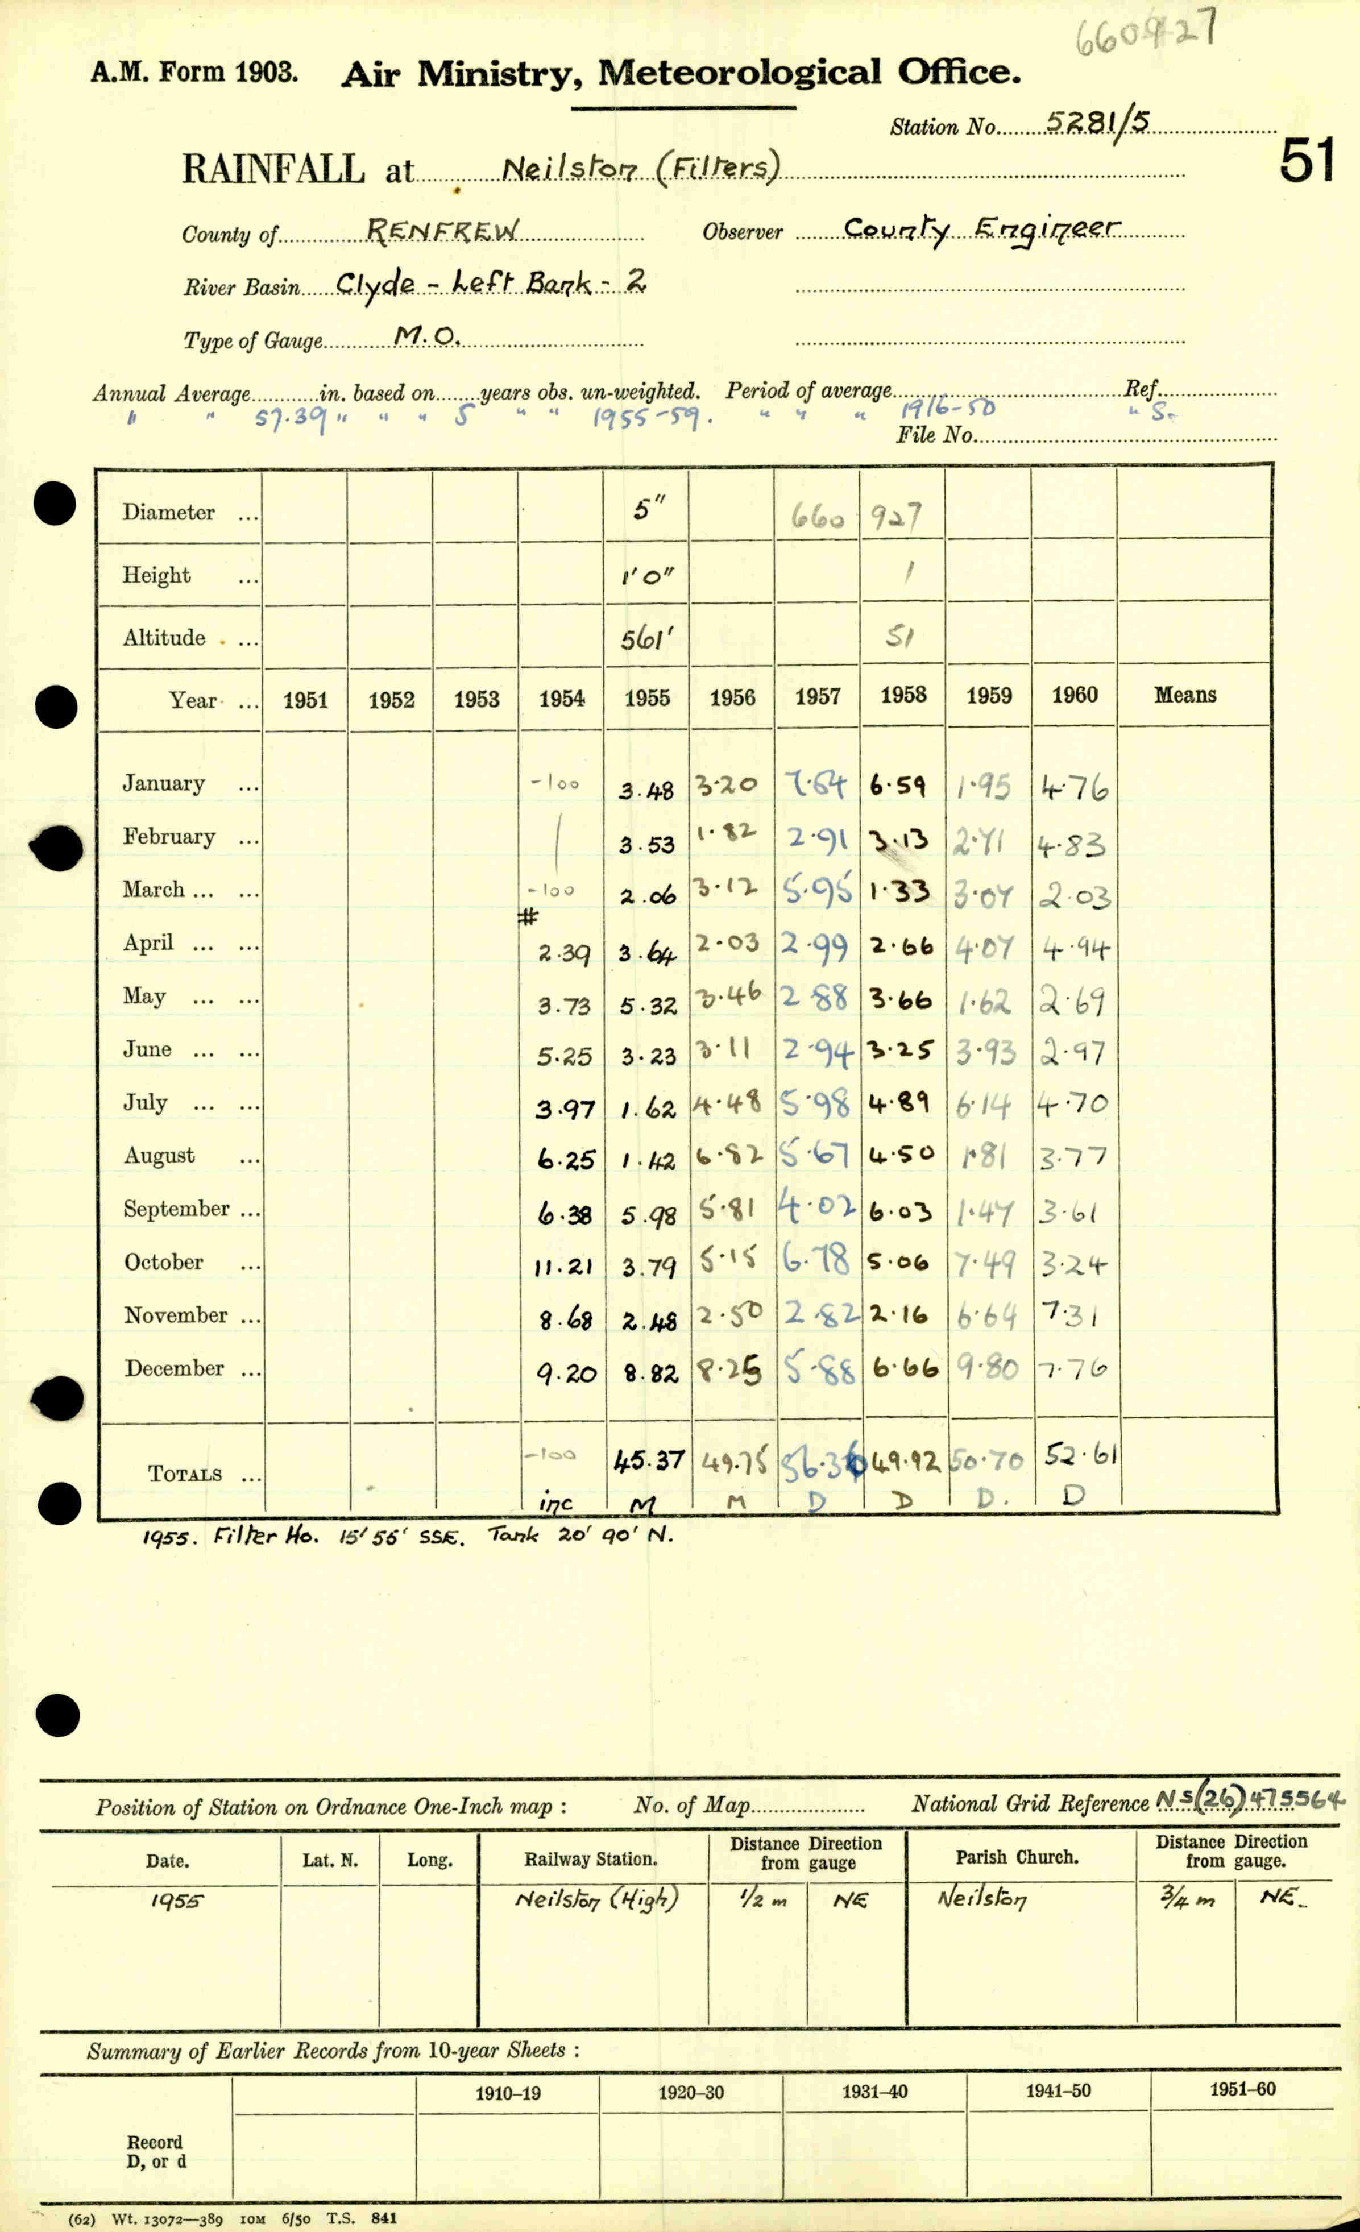 660927
A.M. Form 1903. Air Ministry, Meteorological Office.
Station No. 5281/5
51
RAINFALL at Neilston (Filters)
County of RENFREW Observer County Engineer
River Basin Clyde - Left Bank - 2
Type of Gauge M.O.
Annual Average in. based on years obs. un-weighted. Period of average Ref.
" " 57.39 " " " 5 " " 1955-59. " " " 1916-50 " S.
File No.
Diameter ... 5" 660 927
Height ... 1'0" 1
Altitude ... 561' 51
Year ... 1951 1952 1953 1954 1955 1956 1957 1958 1959 1960 Means
January ... -100 3.48 3.20 7.54 6.59 1.95 4.76
February ... 3.53 1.82 2.91 3.13 2.71 4.83
March ... ... -100 2.06 3.12 5.95 1.33 3.07 2.03
#
April ... ... 2.39 3.64 2.03 2.99 2.66 4.07 4.94
May ... ... 3.73 5.32 3.46 2.88 3.66 1.62 2.69
June ... ... 5.25 3.23 3.11 2.94 3.25 3.93 2.97
July ... ... 3.97 1.62 4.48 5.98 4.89 6.14 4.70
August ... 6.25 1.42 6.82 5.67 4.50 1.81 3.77
September ... 6.38 5.98 5.81 4.02 6.03 1.47 3.61
October ... 11.21 3.79 5.15 6.78 5.06 7.49 3.24
November ... 8.68 2.48 2.50 2.82 2.16 6.64 7.31
December ... 9.20 8.82 8.25 5.88 6.66 9.80 7.76
TOTALS ... -100 45.37 49.75 56.36 49.92 50.70 52.61
inc M M D D D. D
1955. Filter Ho. 15' 56' SSE. Tank 20' 90' N.
Position of Station on Ordnance One-Inch map : No. of Map National Grid Reference NS(26)475564
Date. Lat. N. Long. Railway Station. Distance from gauge Direction Parish Church. Distance from gauge. Direction
1955 Neilston (High) 1/2 m NE Neilston 3/4 m NE.
Summary of Earlier Records from 10-year Sheets :
1910-19 1920-30 1931-40 1941-50 1951-60
Record
D, or d
(62) Wt. 13072—389 10M 6/50 T.S. 841